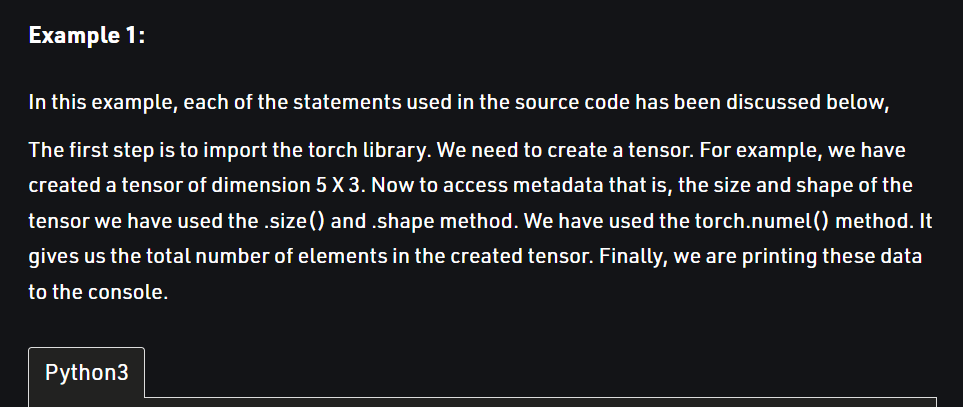 Example 1:
In this example, each of the statements used in the source code has been discussed below,
The first step is to import the torch library. We need to create a tensor. For example, we have
created a tensor of dimension 5 X 3. Now to access metadata that is, the size and shape of the
tensor we have used the .size() and .shape method. We have used the torch.numel() method. It
gives us the total number of elements in the created tensor. Finally, we are printing these data
to the console.
Python3